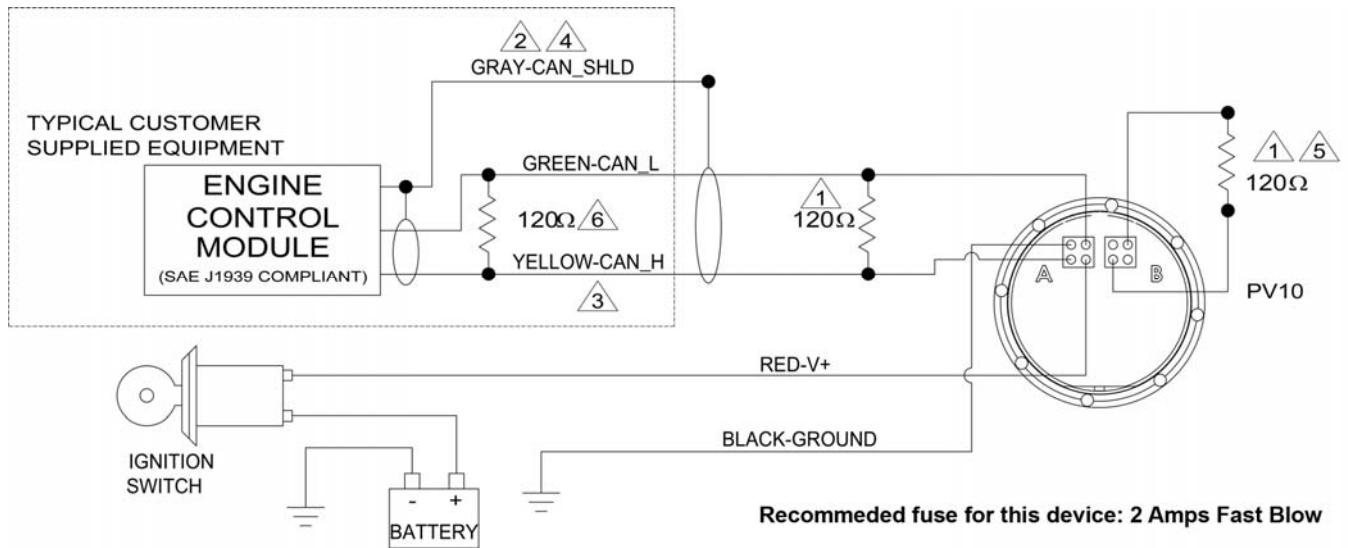 2 4
GRAY-CAN_SHLD
TYPICAL CUSTOMER
SUPPLIED EQUIPMENT
ENGINE
CONTROL
MODULE
(SAE J1939 COMPLIANT)
GREEN-CAN_L
120Ω 6
YELLOW-CAN_H
3
1
120Ω
1 5
120Ω
A
B
PV10
RED-V+
BLACK-GROUND
IGNITION
SWITCH
- +
BATTERY
Recommeded fuse for this device: 2 Amps Fast Blow